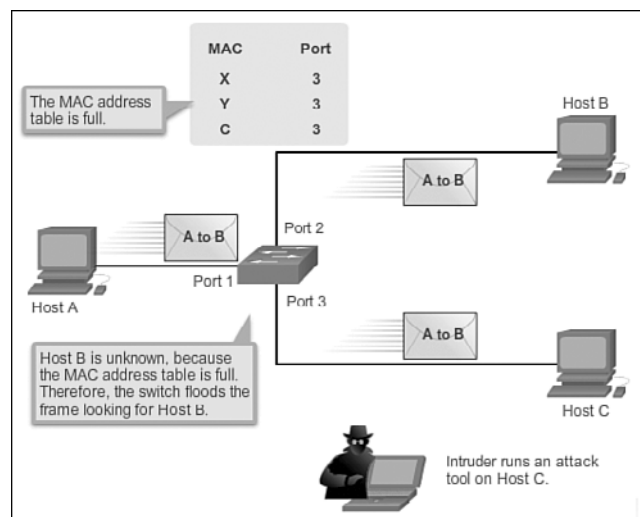 MAC Port
X 3
Y 3
C 3
The MAC address
table is full.
Host B
A to B
A to B
Port 2
Port 1
Host A
Port 3
A to B
Host B is unknown, because
the MAC address table is full.
Therefore, the switch floods the
frame looking for Host B.
Host C
Intruder runs an attack
tool on Host C.